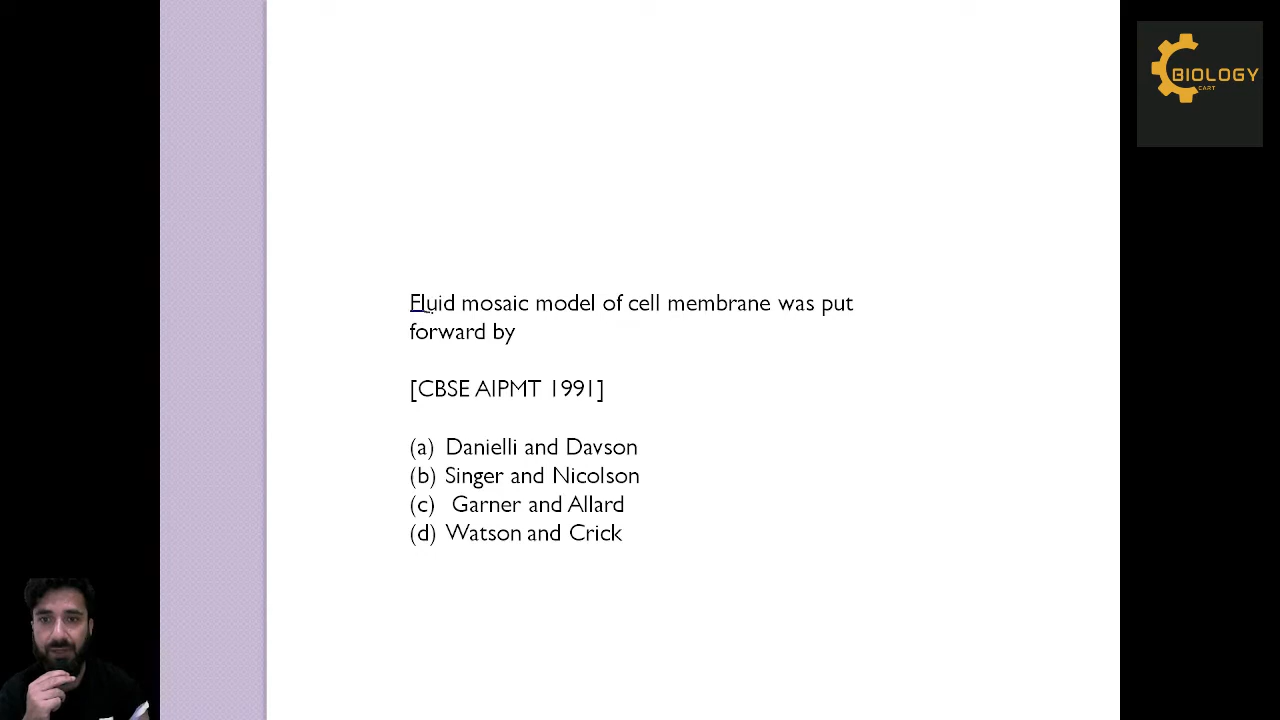 BIOLOGY
CART
Fluid mosaic model of cell membrane was put
forward by
[CBSE AIPMT 1991]
(a) Danielli and Davson
(b) Singer and Nicolson
(c) Garner and Allard
(d) Watson and Crick